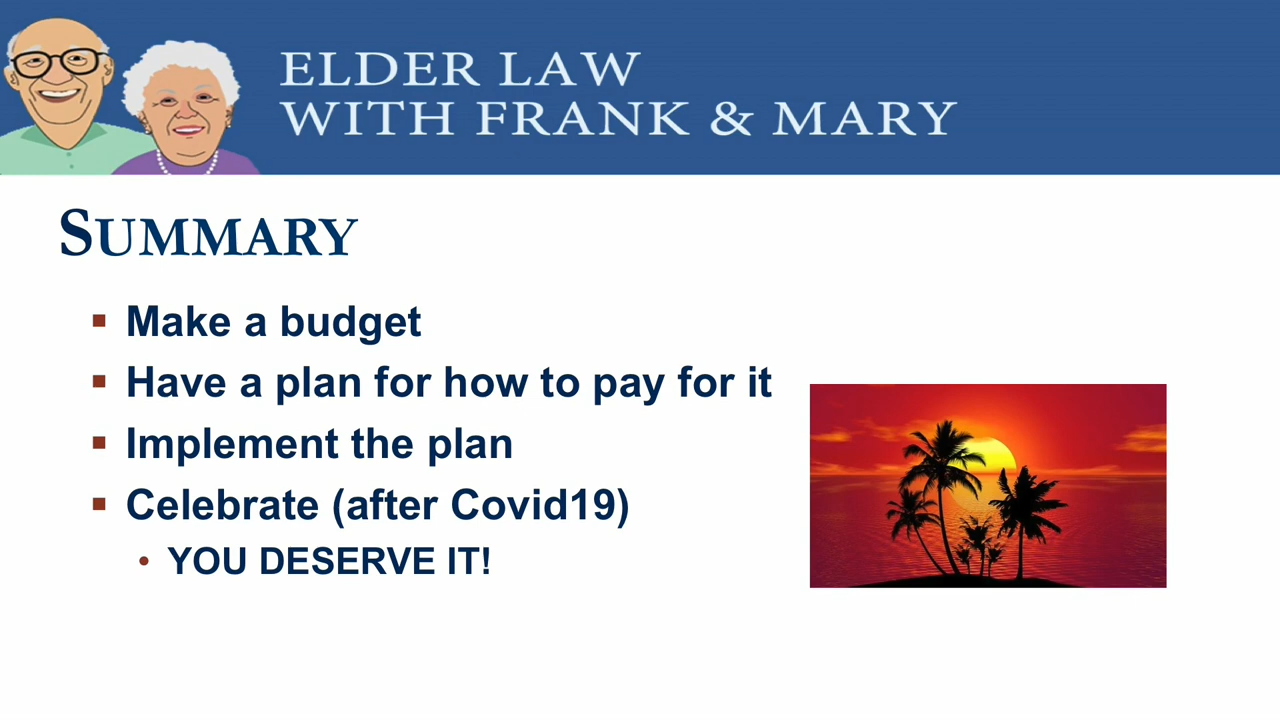 ELDER LAW
WITH FRANK & MARY
SUMMARY
Make a budget
Have a plan for how to pay for it
Implement the plan
Celebrate (after Covid19)
YOU DESERVE IT!